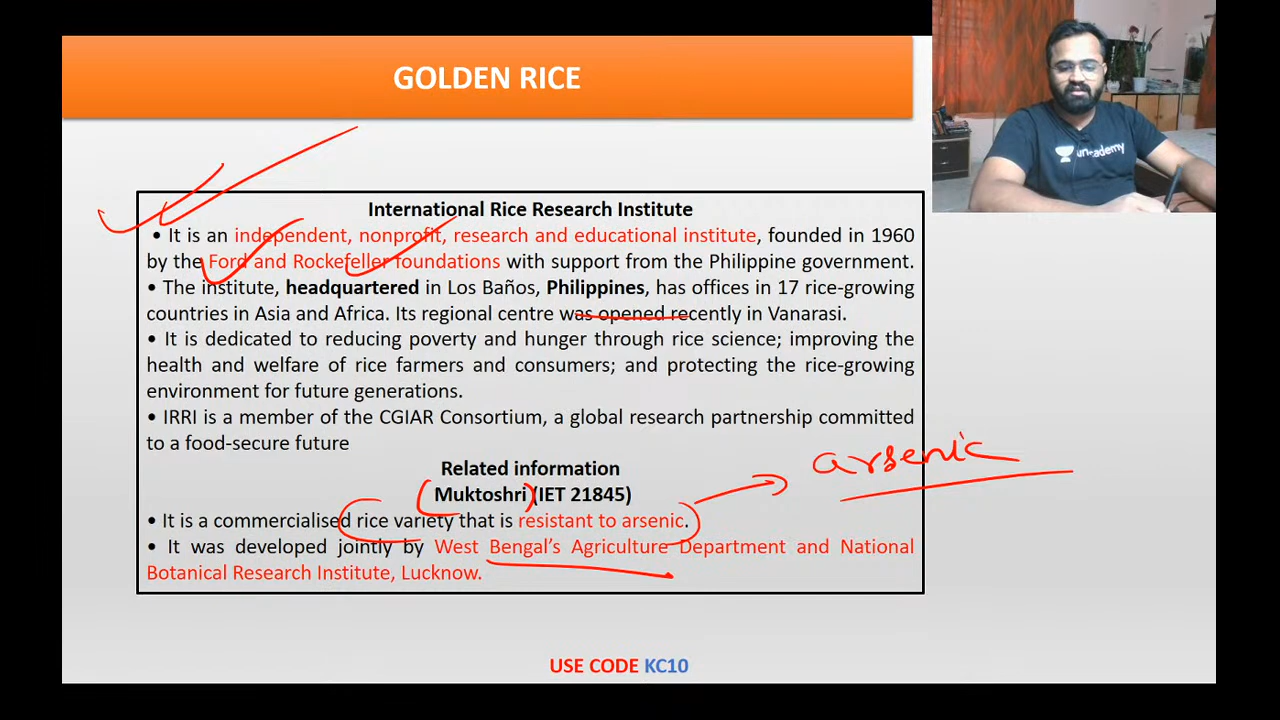 GOLDEN RICE
unacademy
International Rice Research Institute
• It is an independent, nonprofit, research and educational institute, founded in 1960
by the Ford and Rockefeller foundations with support from the Philippine government.
• The institute, headquartered in Los Baños, Philippines, has offices in 17 rice-growing
countries in Asia and Africa. Its regional centre was opened recently in Vanarasi.
• It is dedicated to reducing poverty and hunger through rice science; improving the
health and welfare of rice farmers and consumers; and protecting the rice-growing
environment for future generations.
• IRRI is a member of the CGIAR Consortium, a global research partnership committed
to a food-secure future
arsenic
Related information
Muktoshri (IET 21845)
• It is a commercialised rice variety that is resistant to arsenic.
• It was developed jointly by West Bengal's Agriculture Department and National
Botanical Research Institute, Lucknow.
USE CODE KC10